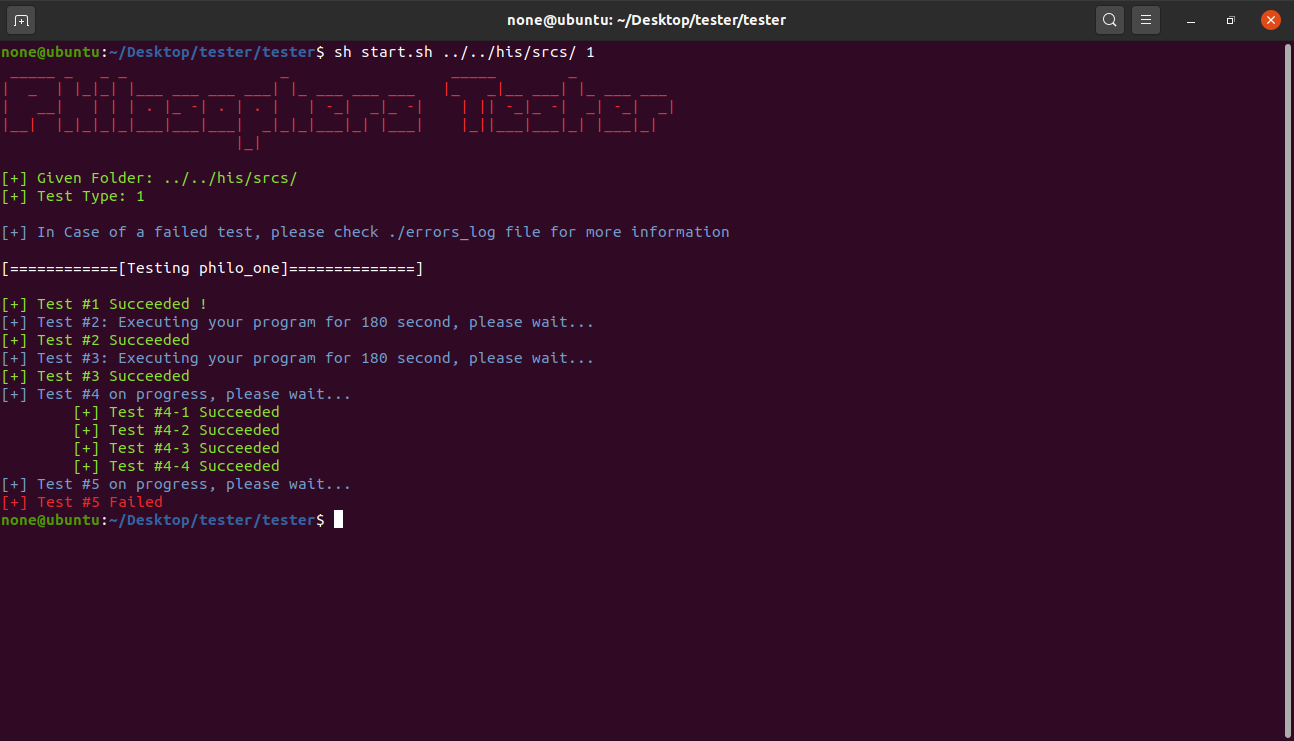 none@ubuntu: ~/Desktop/tester/tester
none@ubuntu:~/Desktop/tester/tester$ sh start.sh ../../his/srcs/ 1
Philosophers Tester
[+] Given Folder: ../../his/srcs/
[+] Test Type: 1
[+] In Case of a failed test, please check ./errors_log file for more information
[============[Testing philo_one]==============]
[+] Test #1 Succeeded !
[+] Test #2: Executing your program for 180 second, please wait...
[+] Test #2 Succeeded
[+] Test #3: Executing your program for 180 second, please wait...
[+] Test #3 Succeeded
[+] Test #4 on progress, please wait...
[+] Test #4-1 Succeeded
[+] Test #4-2 Succeeded
[+] Test #4-3 Succeeded
[+] Test #4-4 Succeeded
[+] Test #5 on progress, please wait...
[+] Test #5 Failed
none@ubuntu:~/Desktop/tester/tester$